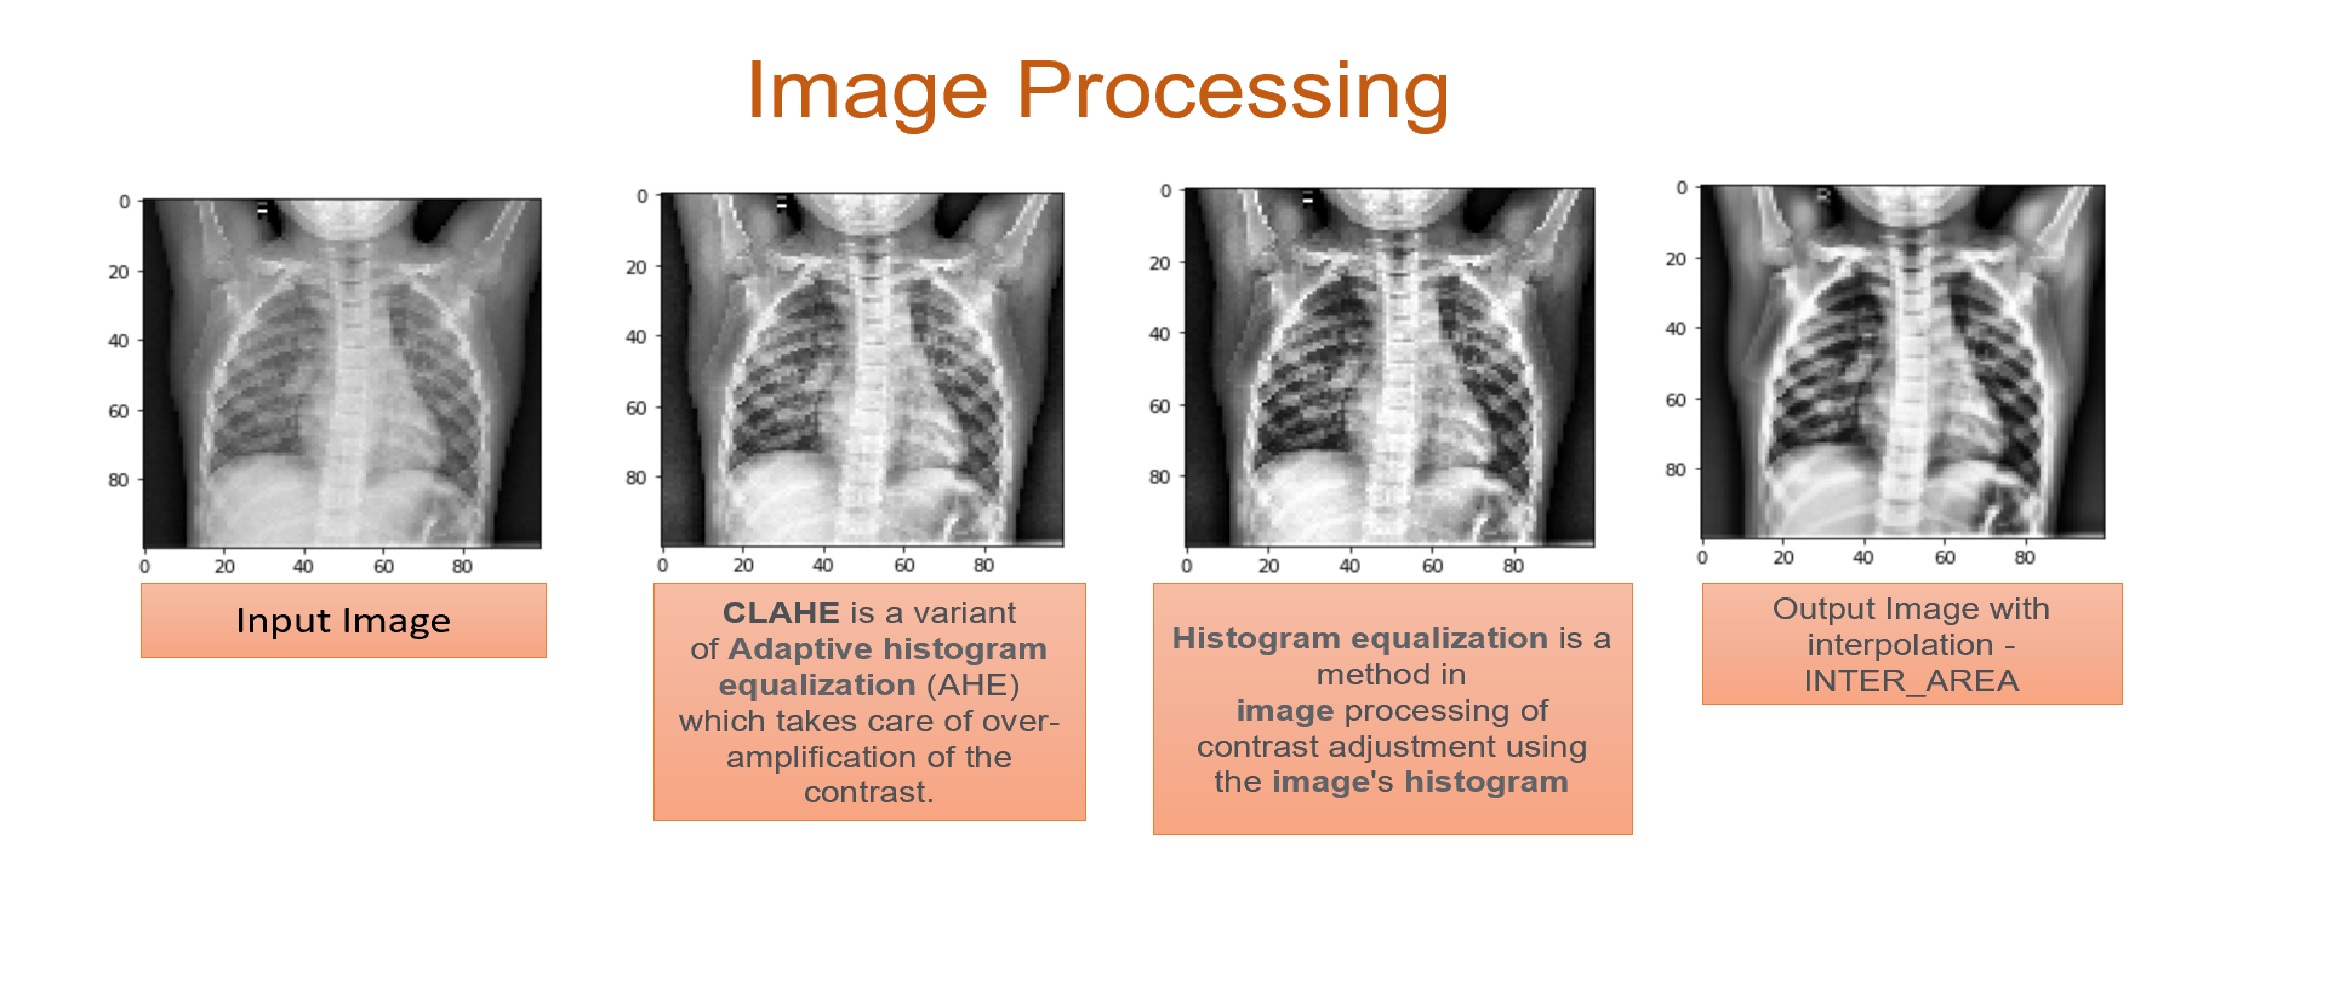 Image Processing
0
20
40
60
80
0
20
40
60
80
0
20
40
60
80
0
20
40
60
80
0
20
40
60
80
0
20
40
60
80
0
20
40
60
80
0
20
40
60
80
R
Input Image
CLAHE is a variant
of Adaptive histogram
equalization (AHE)
which takes care of over-
amplification of the
contrast.
Histogram equalization is a
method in
image processing of
contrast adjustment using
the image's histogram
Output Image with
interpolation -
INTER_AREA